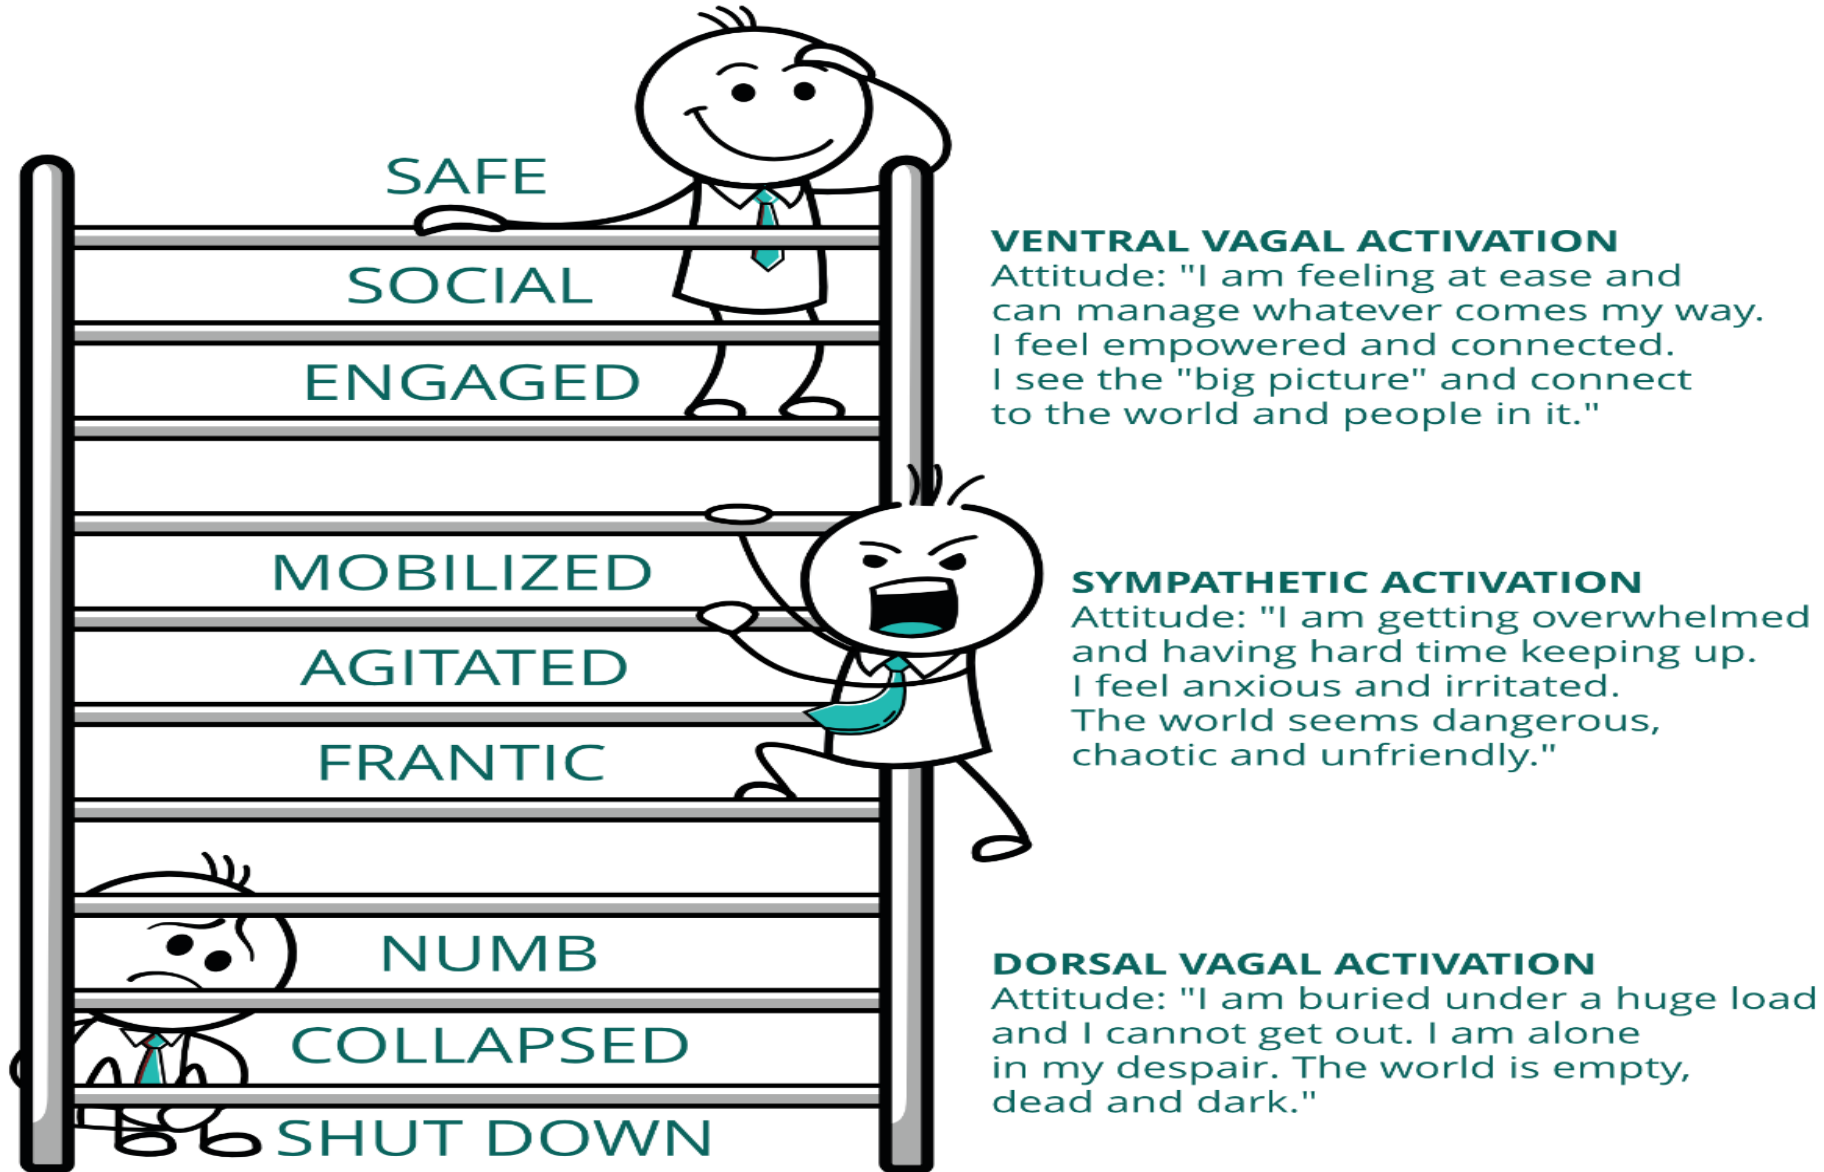 SAFE
SOCIAL
ENGAGED
VENTRAL VAGAL ACTIVATION
Attitude: "I am feeling at ease and
can manage whatever comes my way.
I feel empowered and connected.
I see the "big picture" and connect
to the world and people in it."
MOBILIZED
AGITATED
FRANTIC
SYMPATHETIC ACTIVATION
Attitude: "I am getting overwhelmed
and having hard time keeping up.
I feel anxious and irritated.
The world seems dangerous,
chaotic and unfriendly."
NUMB
COLLAPSED
SHUT DOWN
DORSAL VAGAL ACTIVATION
Attitude: "I am buried under a huge load
and I cannot get out. I am alone
in my despair. The world is empty,
dead and dark."